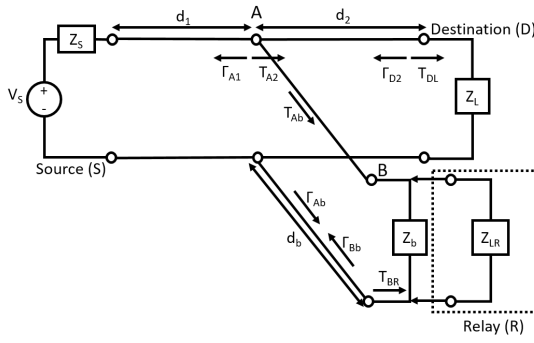 d1
A
d2
Destination (D)
ZS
ΓA1
TA2
ΓD2
TDL
VS
+
-
TAb
ZL
Source (S)
B
ΓAb
db
ΓBb
Zb
ZLR
TBR
Relay (R)